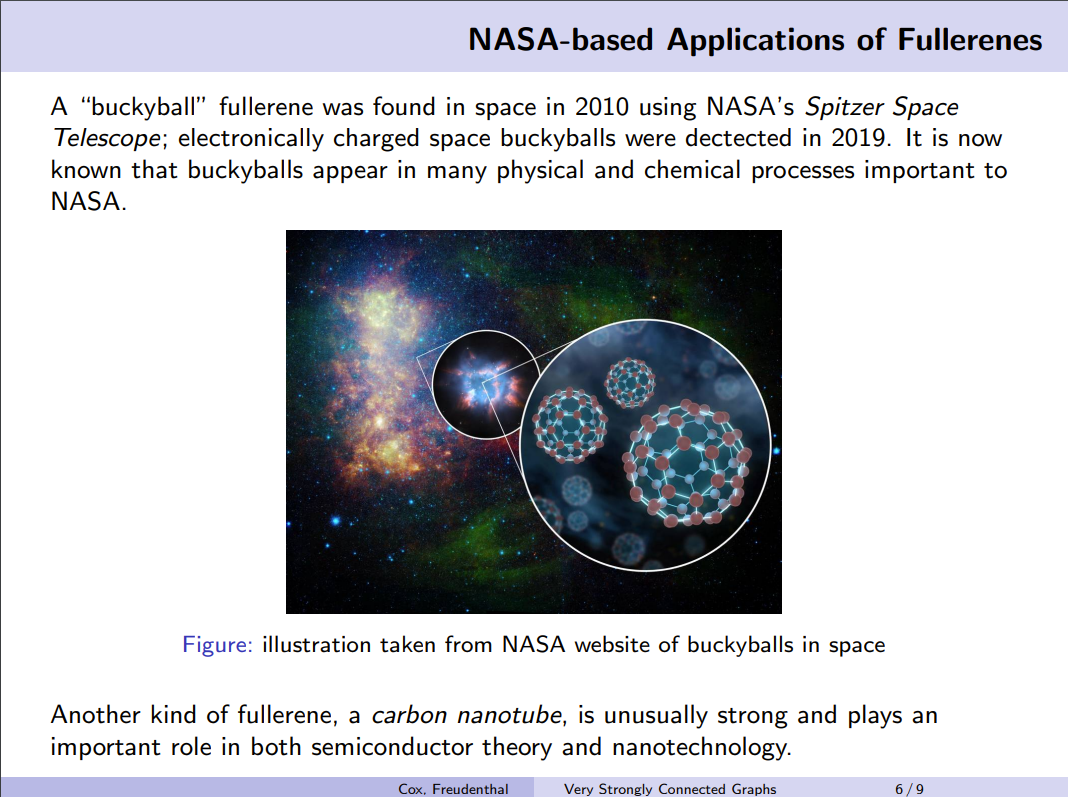 NASA-based Applications of Fullerenes
A “buckyball” fullerene was found in space in 2010 using NASA’s Spitzer Space
Telescope; electronically charged space buckyballs were dectected in 2019. It is now
known that buckyballs appear in many physical and chemical processes important to
NASA.
Figure: illustration taken from NASA website of buckyballs in space
Another kind of fullerene, a carbon nanotube, is unusually strong and plays an
important role in both semiconductor theory and nanotechnology.
Cox, Freudenthal Very Strongly Connected Graphs 6 / 9